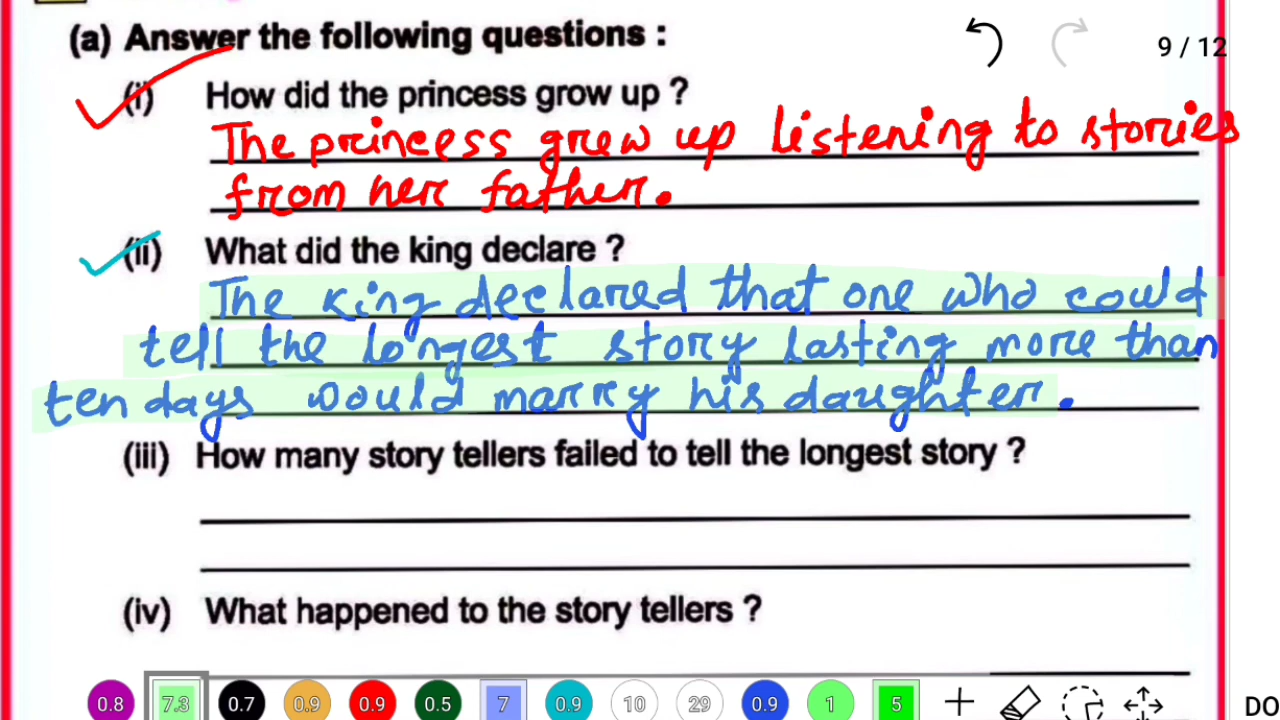 (a) Answer the following questions :
9 / 12
(i) How did the princess grow up ?
The princess grew up listening to stories
from her father.
(ii) What did the king declare ?
The king declared that one who could
tell the longest story lasting more than
ten days would marry his daughter.
(iii) How many story tellers failed to tell the longest story ?
(iv) What happened to the story tellers ?
0.8 7.3 0.7 0.9 0.9 0.5 7 0.9 10 29 0.9 1 5 DO